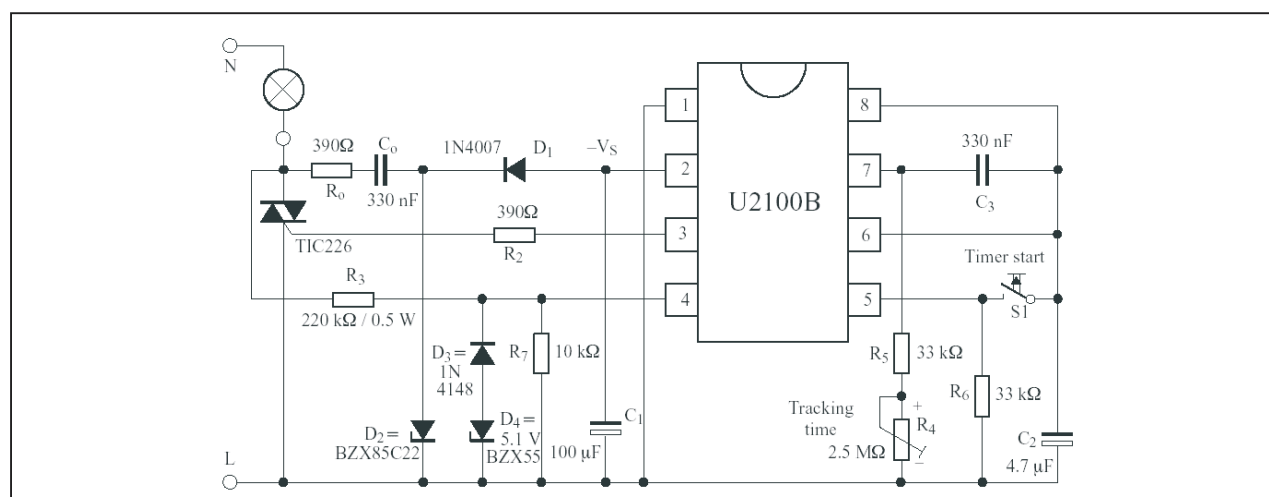 N
390Ω
Cₒ
1N4007
D₁
–V_S
Rₒ
330 nF
TIC226
390Ω
R₂
R₃
220 kΩ / 0.5 W
1
2
3
4
U2100B
8
7
6
5
330 nF
C₃
Timer start
S1
D₃=
1N
4148
R₇
10 kΩ
D₂=
BZX85C22
D₄=
5.1 V
BZX55
C₁
100 µF
R₅
33 kΩ
Tracking
time
+
R₄
2.5 MΩ
–
R₆
33 kΩ
C₂
4.7 µF
L